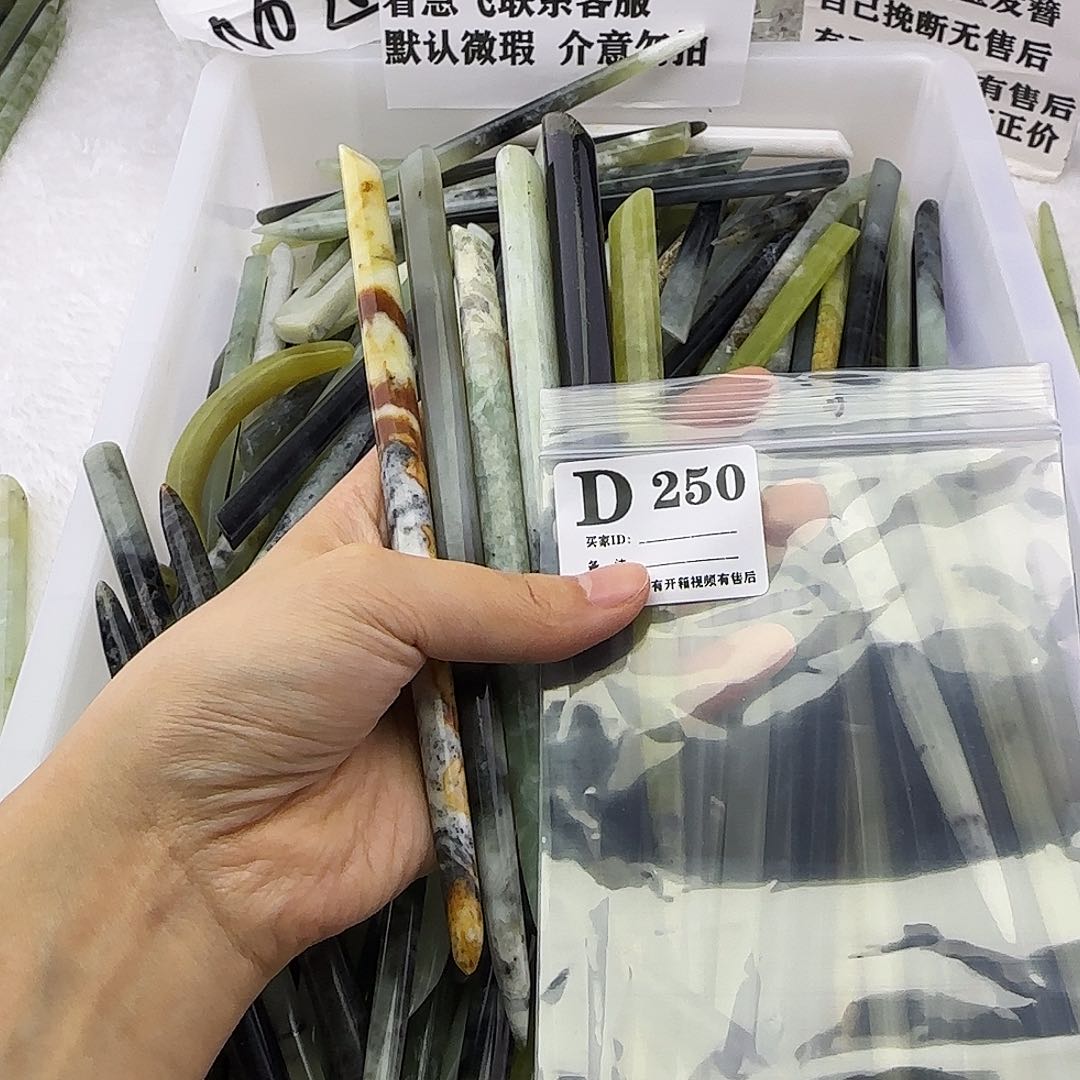 着急飞联系客服
默认微瑕 介意勿拍
自己挽断无售后
有售后
正价
D 250
买家ID:
有开箱视频有售后